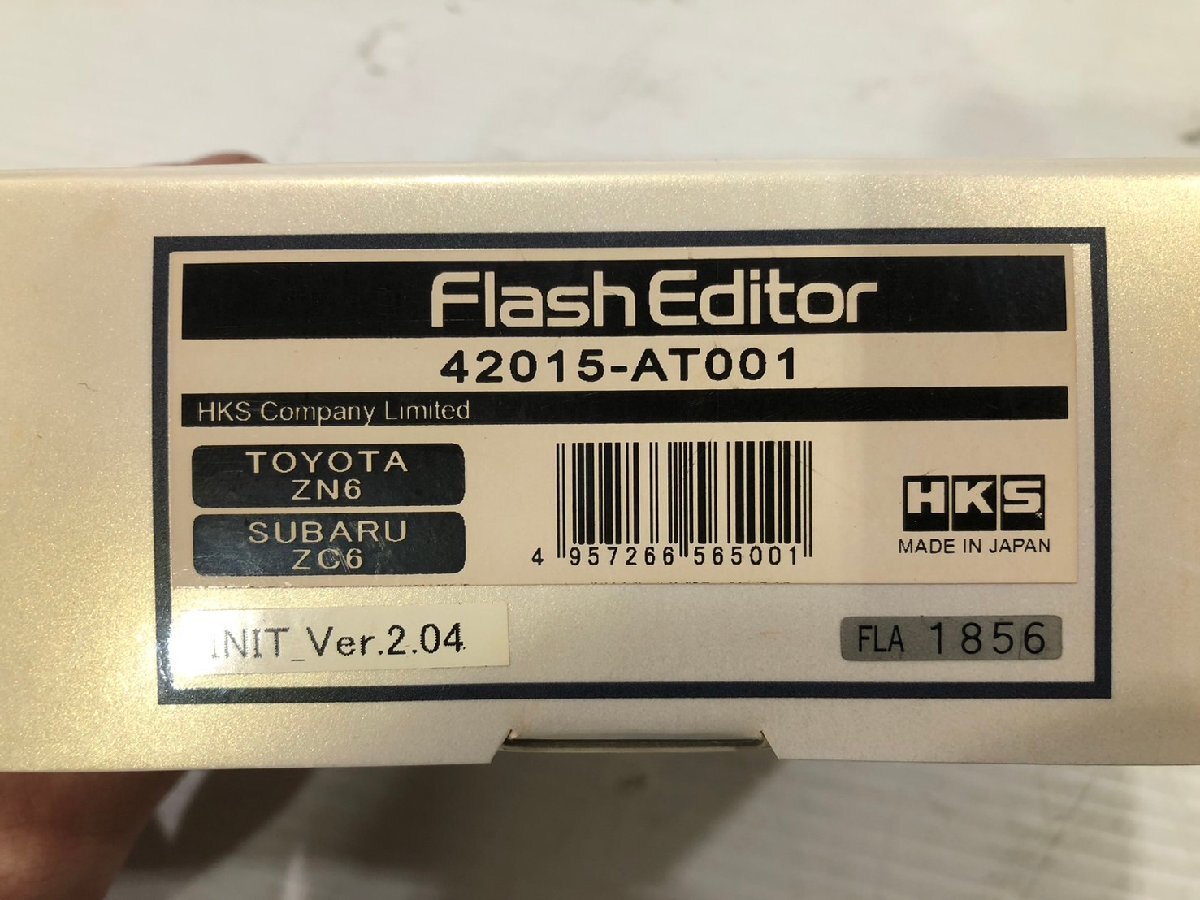 Flash Editor
42015-AT001
HKS Company Limited
TOYOTA
ZN6
SUBARU
ZC6
4 957266 565001
HKS
MADE IN JAPAN
INIT_Ver.2.04
FLA 1856